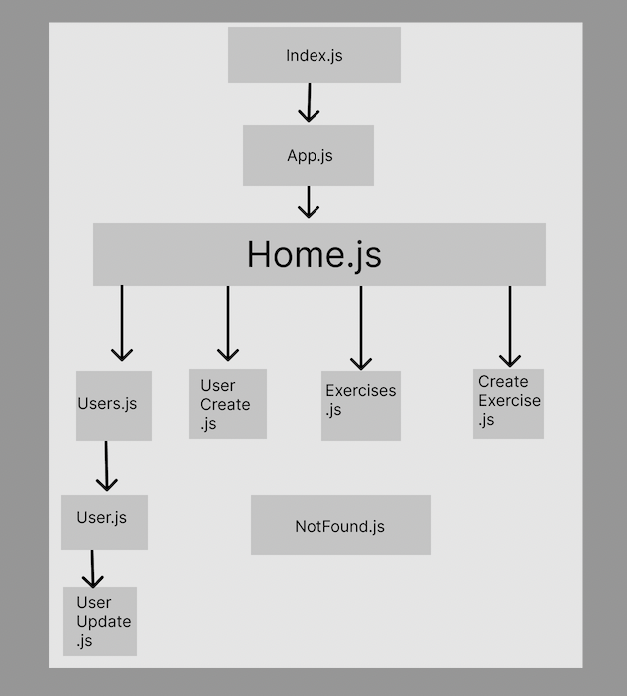 Index.js
App.js
Home.js
Users.js
User
Create
.js
Exercises
.js
Create
Exercise
.js
User.js
NotFound.js
User
Update
.js